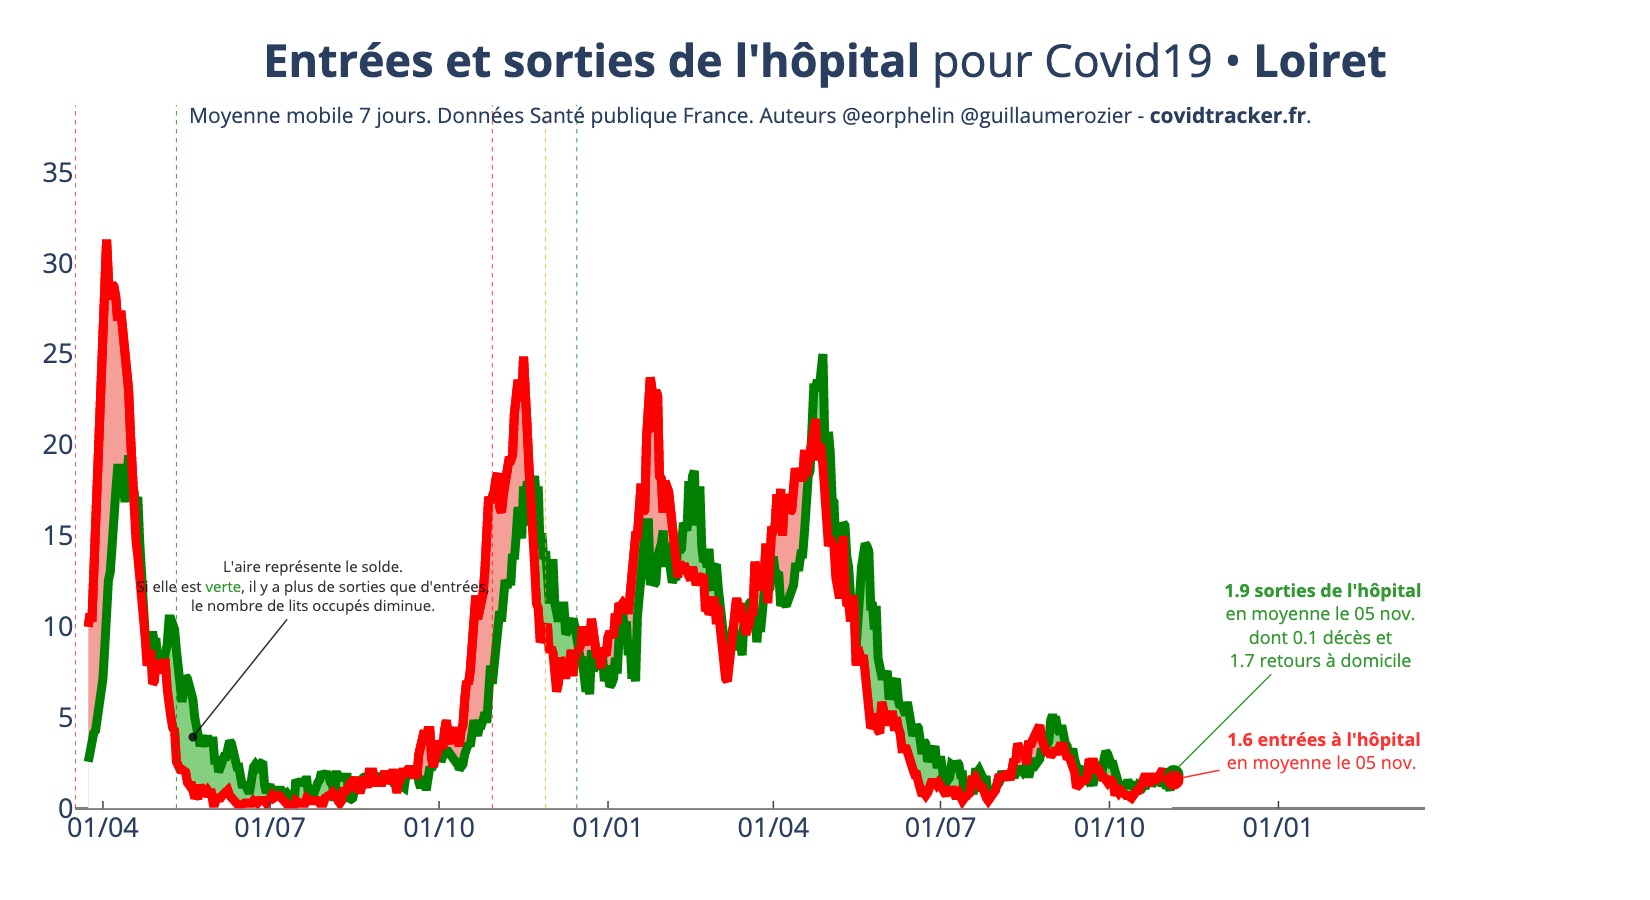 Entrées et sorties de l'hôpital pour Covid19 • Loiret
Moyenne mobile 7 jours. Données Santé publique France. Auteurs @eorphelin @guillaumerozier - covidtracker.fr.
35
30
25
20
15
10
5
0
L'aire représente le solde.
Si elle est verte, il y a plus de sorties que d'entrées,
le nombre de lits occupés diminue.
1.9 sorties de l'hôpital
en moyenne le 05 nov.
dont 0.1 décès et
1.7 retours à domicile
1.6 entrées à l'hôpital
en moyenne le 05 nov.
01/04 01/07 01/10 01/01 01/04 01/07 01/10 01/01